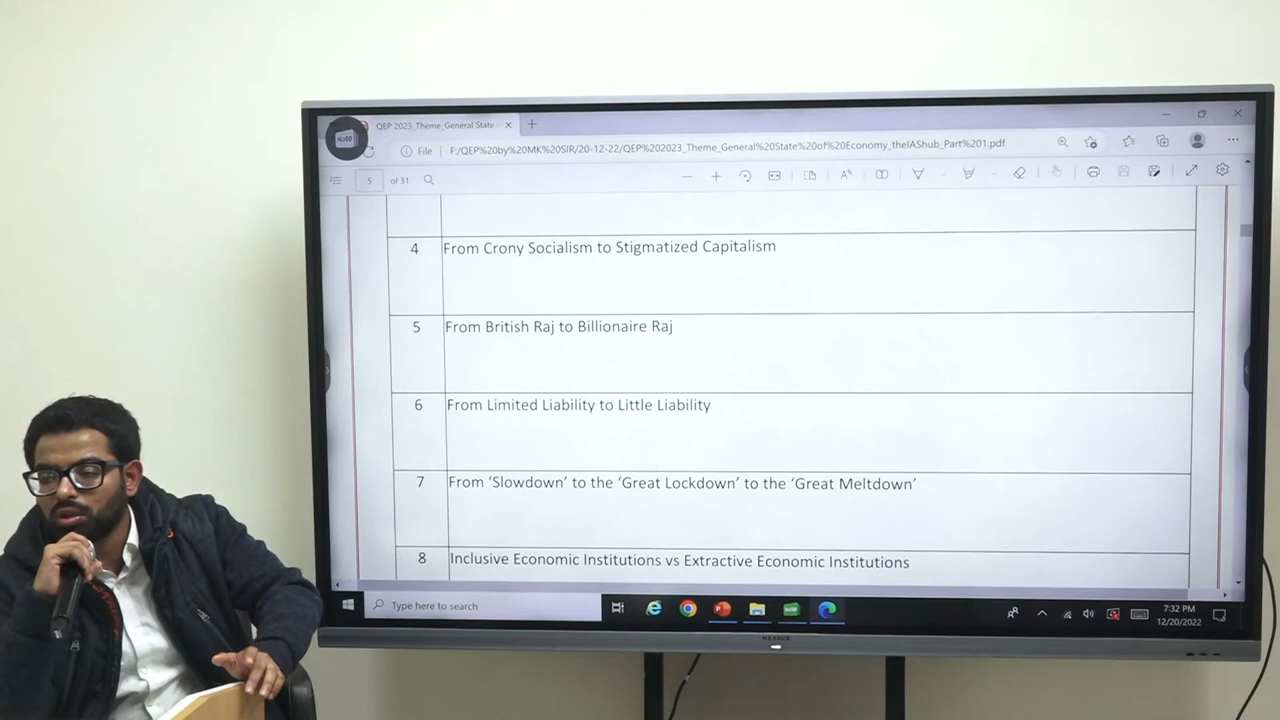 QEP 2023_Theme_General State
Note
File F:/QEP%20by%20MK%20SIR/20-12-22/QEP%202023_Theme_General%20State%20of%20Economy_theIAShub_Part%201.pdf
5 of 31
4 From Crony Socialism to Stigmatized Capitalism
5 From British Raj to Billionaire Raj
6 From Limited Liability to Little Liability
7 From ‘Slowdown’ to the ‘Great Lockdown’ to the ‘Great Meltdown’
8 Inclusive Economic Institutions vs Extractive Economic Institutions
Type here to search
7:32 PM
12/20/2022
MAXHUB